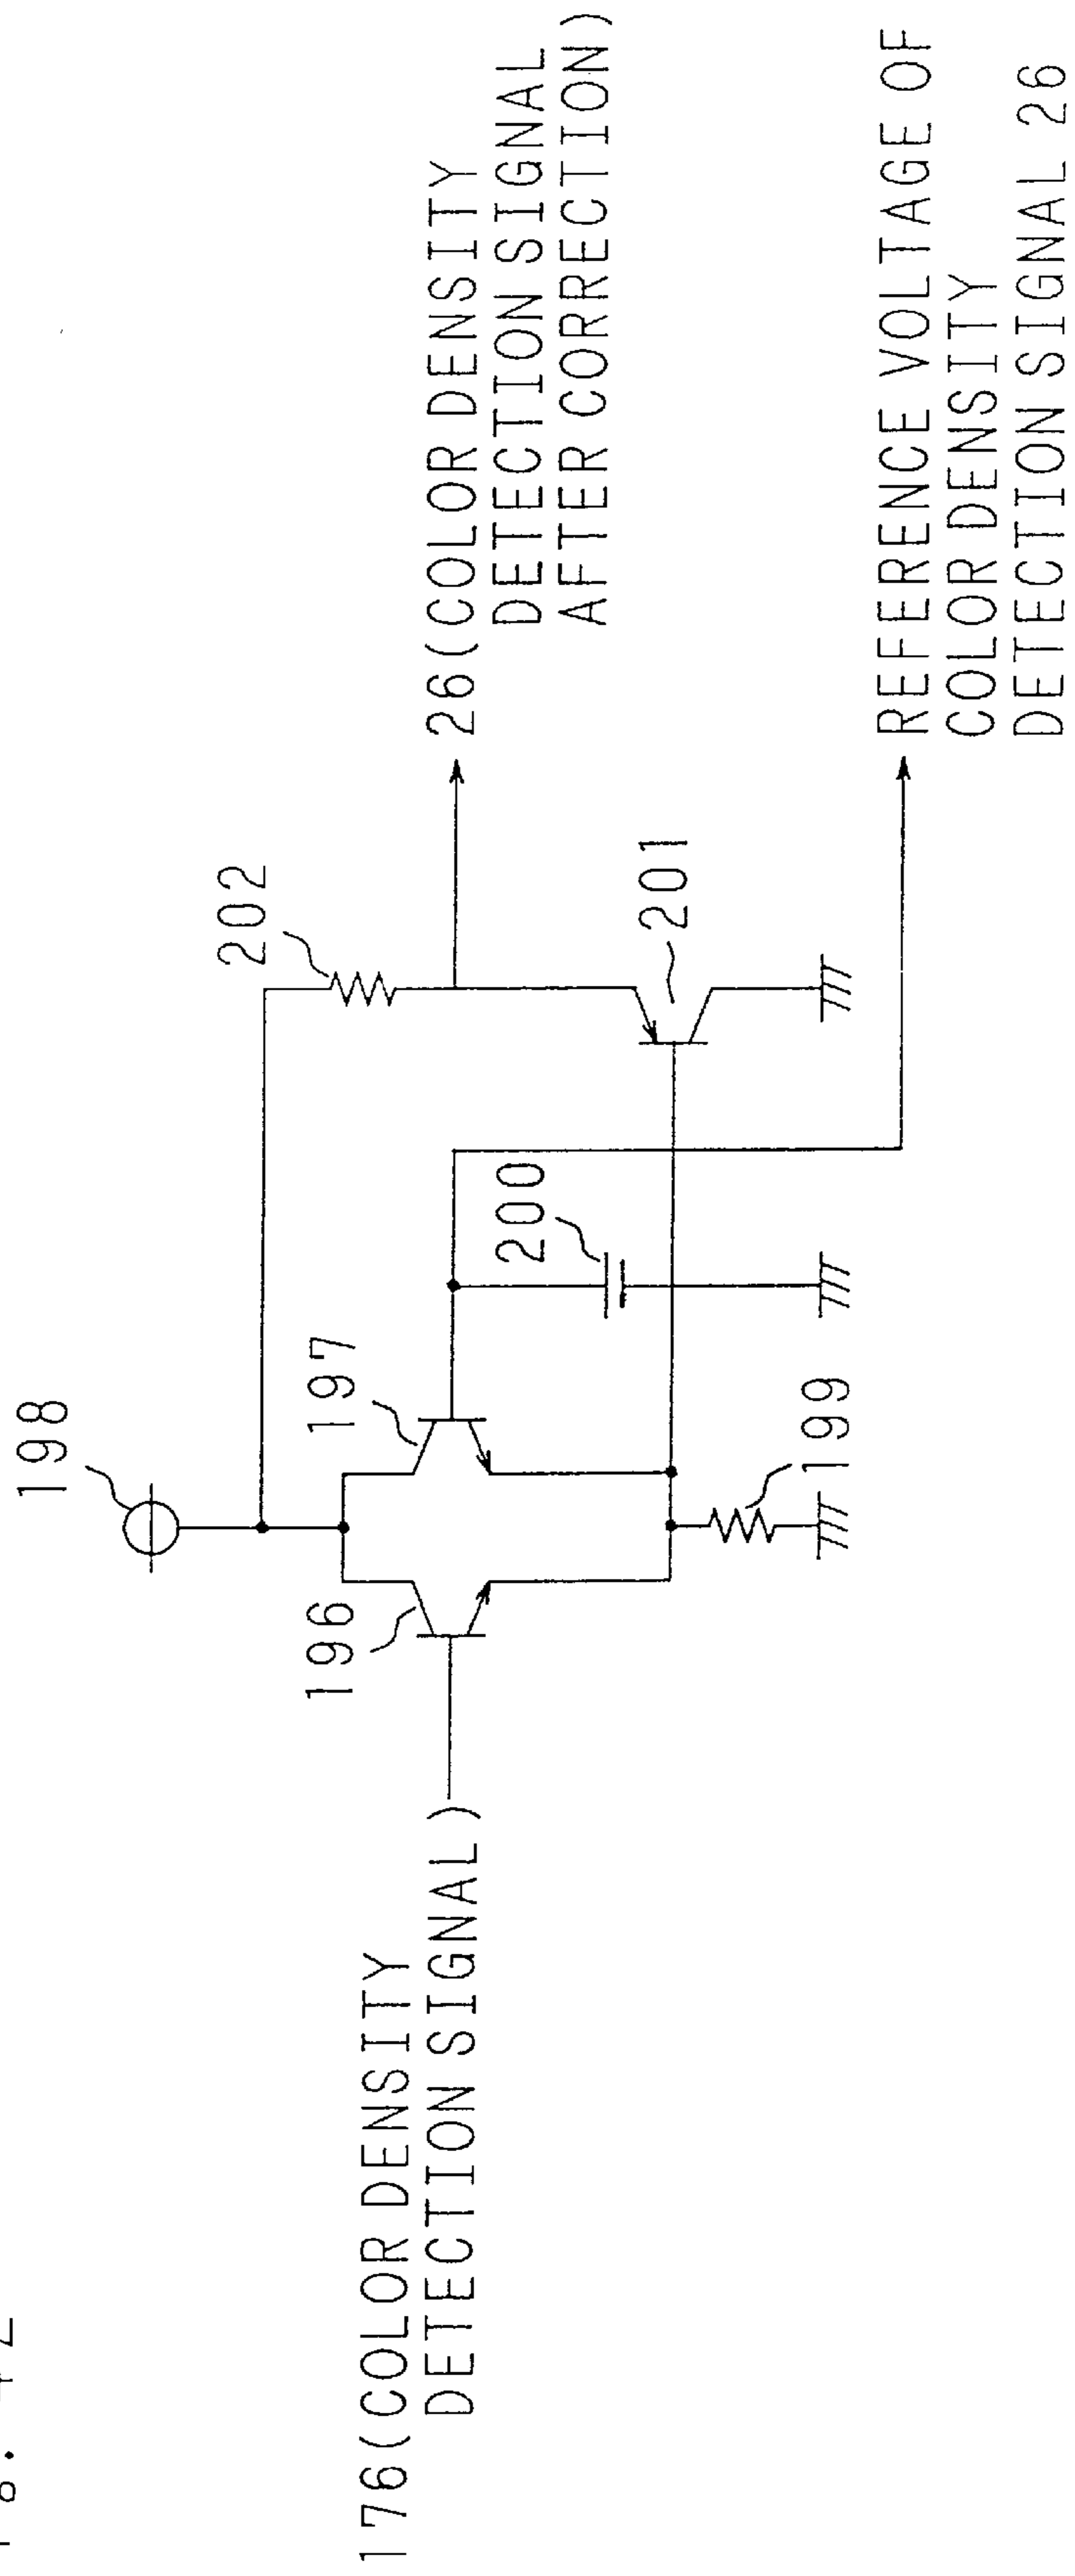 198
202
196
197
176(COLOR DENSITY
DETECTION SIGNAL)
26(COLOR DENSITY
DETECTION SIGNAL
AFTER CORRECTION)
200
201
199
REFERENCE VOLTAGE OF
COLOR DENSITY
DETECTION SIGNAL 26